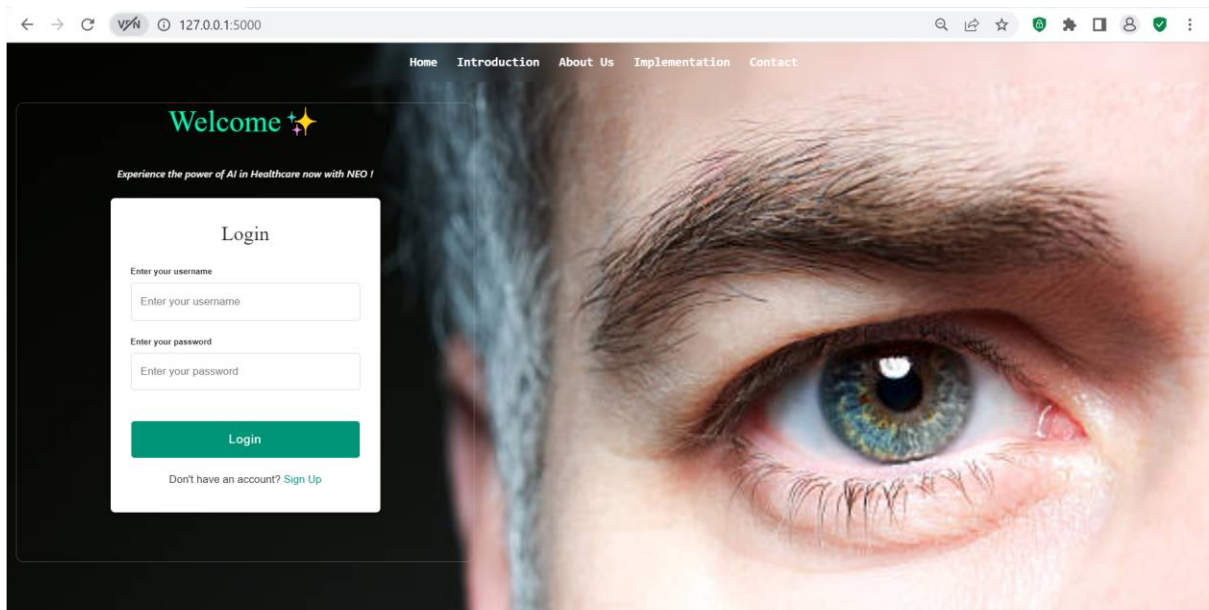 VPN 127.0.0.1:5000
Home Introduction About Us Implementation Contact
Welcome ✨
Experience the power of AI in Healthcare now with NEO !
Login
Enter your username
Enter your username
Enter your password
Enter your password
Login
Don't have an account? Sign Up